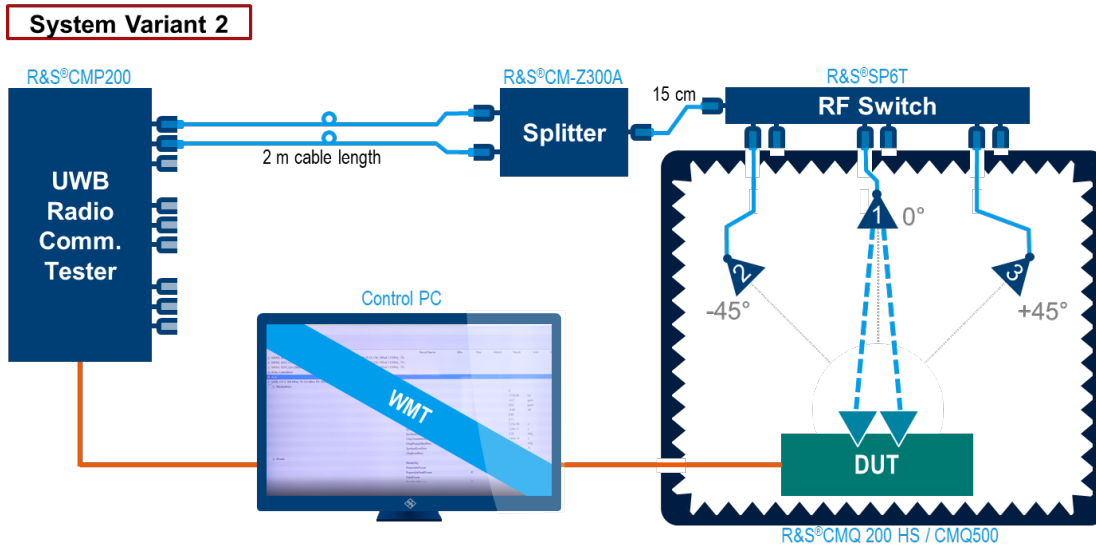 System Variant 2
R&S®CMP200
R&S®CM-Z300A
R&S®SP6T
15 cm
RF Switch
Splitter
2 m cable length
UWB
Radio
Comm.
Tester
1
0°
2
-45°
3
+45°
Control PC
WMT
DUT
R&S®CMQ 200 HS / CMQ500